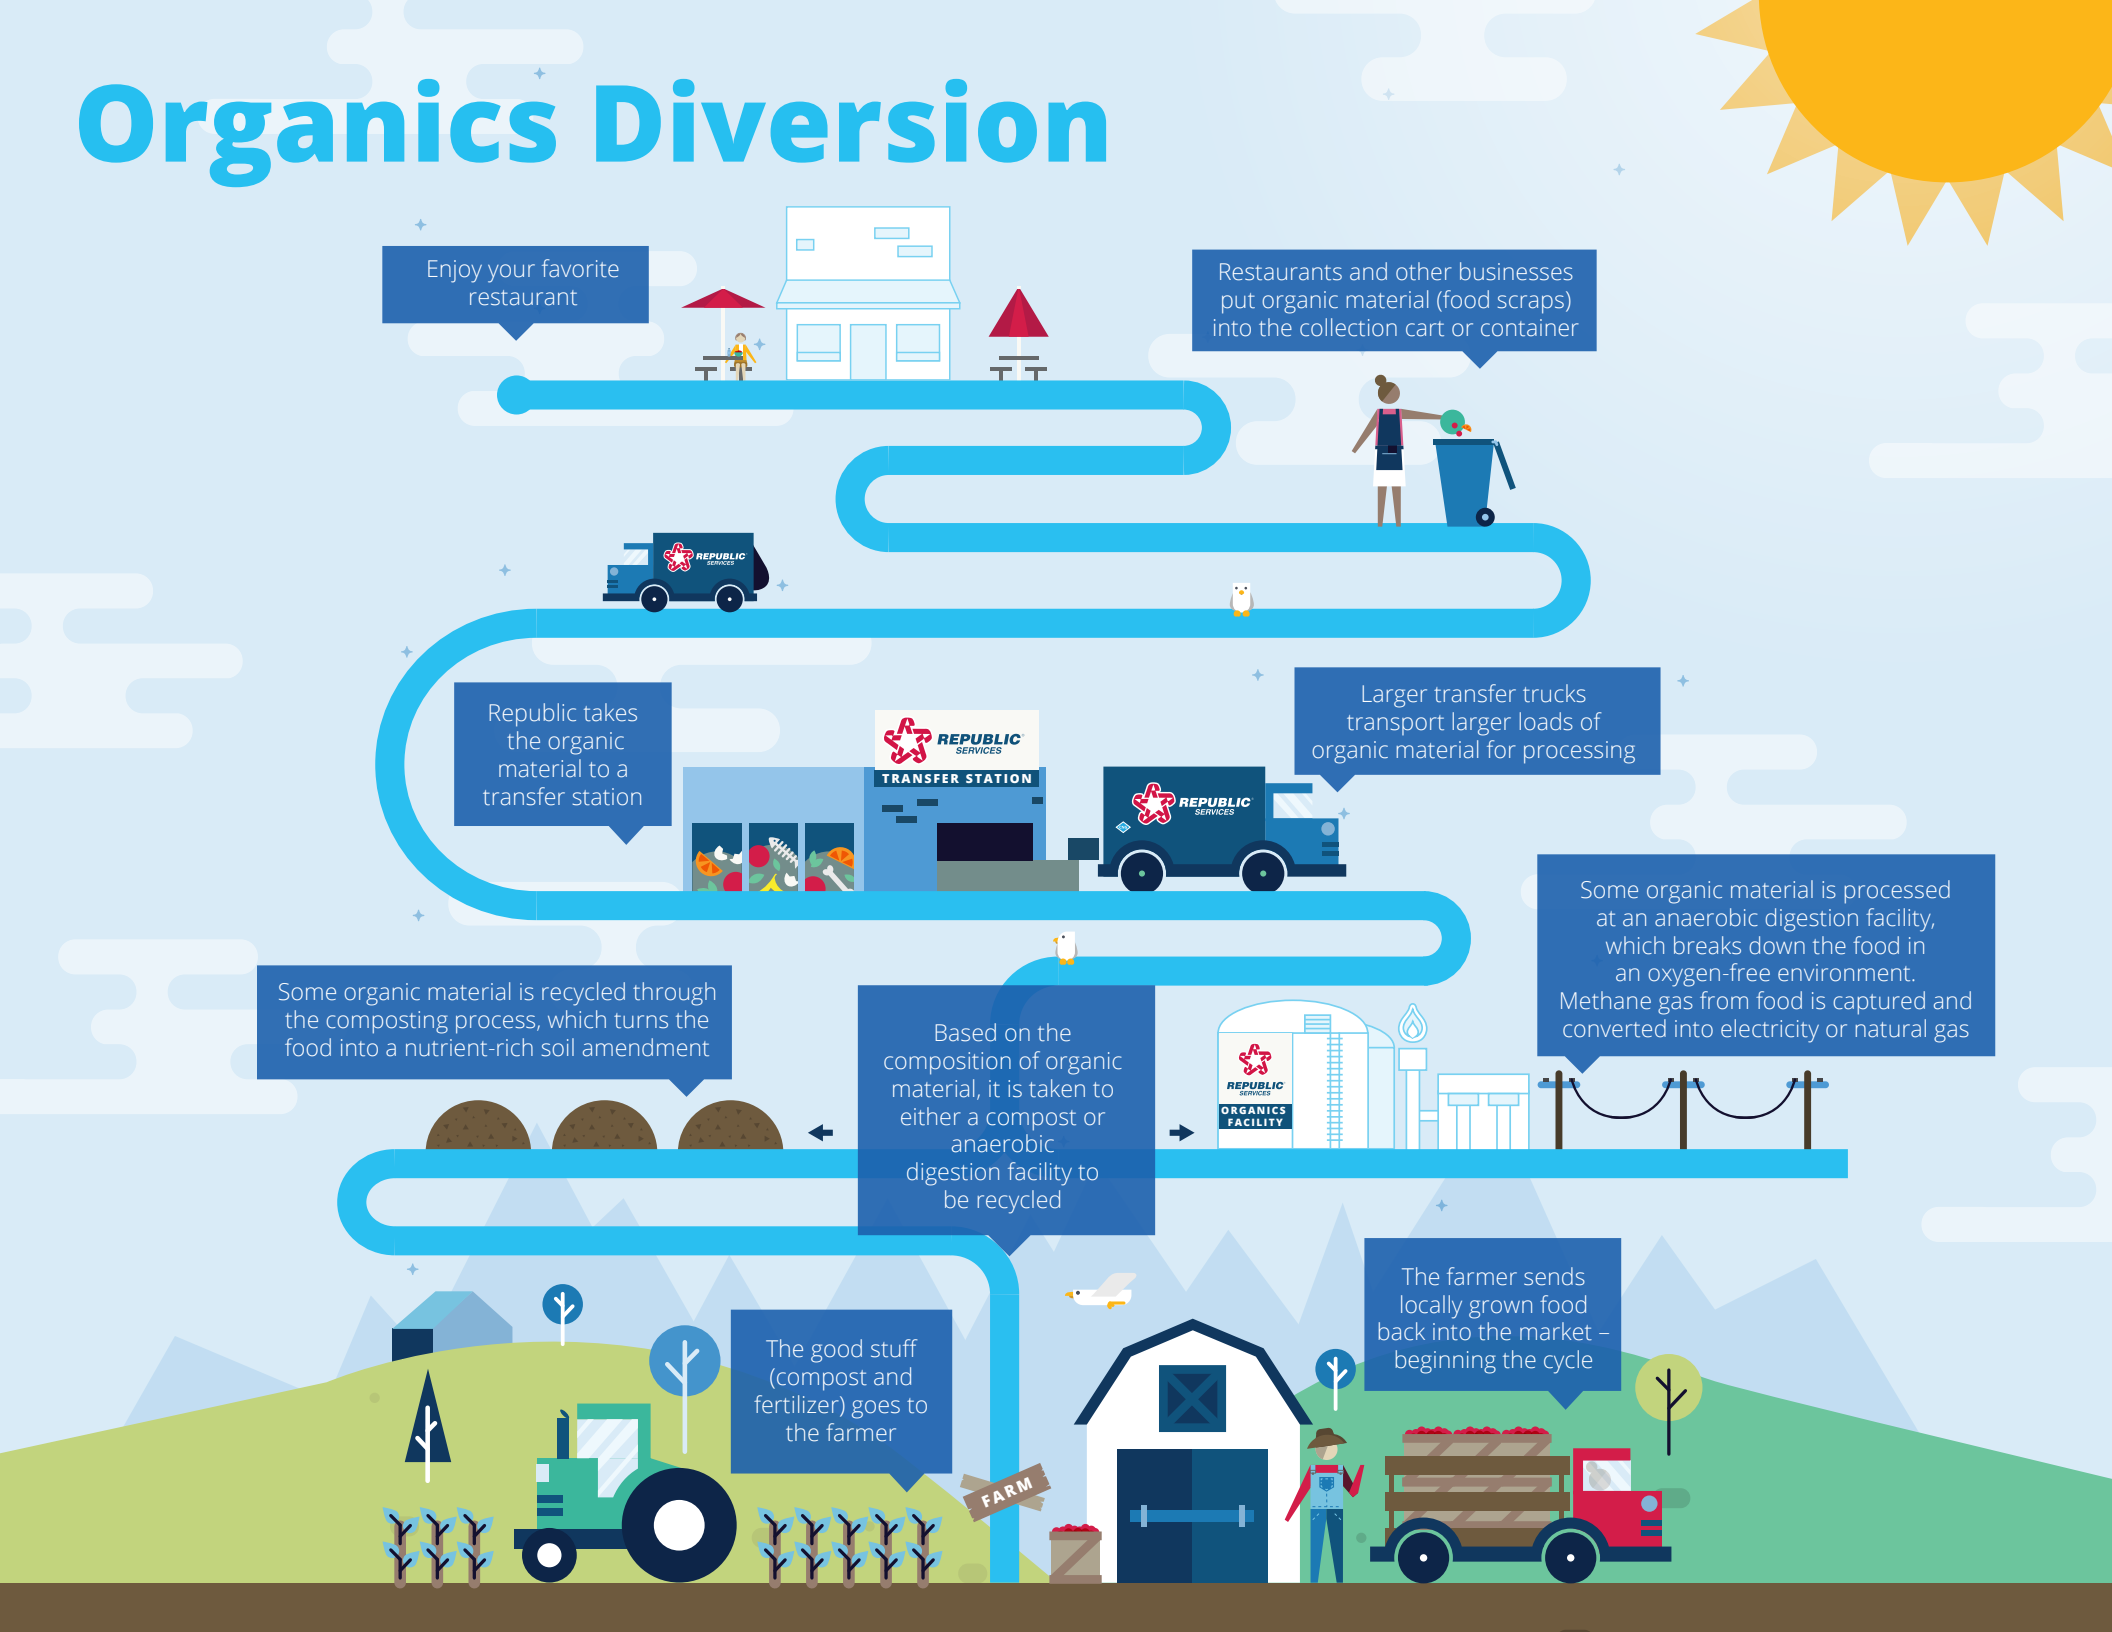 Organics Diversion
Enjoy your favorite
restaurant
Restaurants and other businesses
put organic material (food scraps)
into the collection cart or container
REPUBLIC
SERVICES
Republic takes
the organic
material to a
transfer station
REPUBLIC
SERVICES
TRANSFER STATION
REPUBLIC
SERVICES
Larger transfer trucks
transport larger loads of
organic material for processing
Some organic material is recycled through
the composting process, which turns the
food into a nutrient-rich soil amendment
Based on the
composition of organic
material, it is taken to
either a compost or
anaerobic
digestion facility to
be recycled
REPUBLIC
SERVICES
ORGANICS
FACILITY
Some organic material is processed
at an anaerobic digestion facility,
which breaks down the food in
an oxygen-free environment.
Methane gas from food is captured and
converted into electricity or natural gas
The good stuff
(compost and
fertilizer) goes to
the farmer
FARM
The farmer sends
locally grown food
back into the market –
beginning the cycle